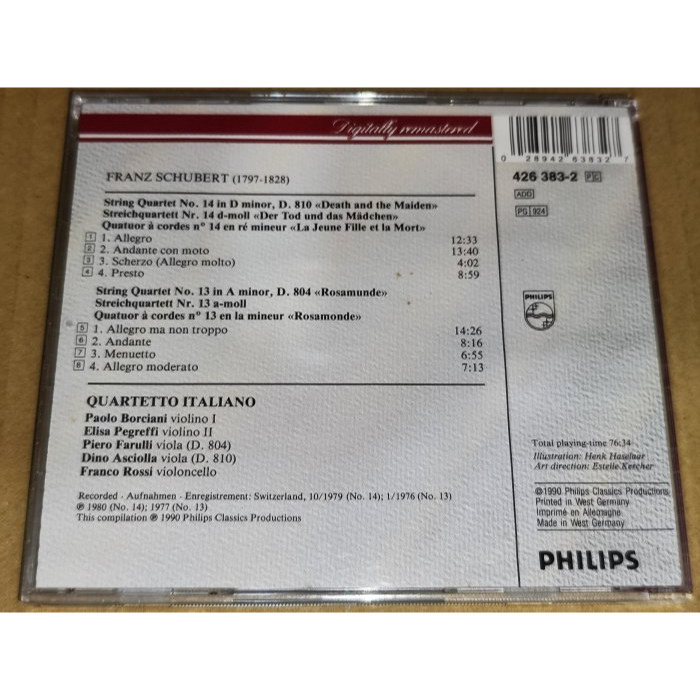 Digitally remastered
0 28942 63832 7
426 383-2 PC
ADD
PG 924
FRANZ SCHUBERT (1797-1828)
String Quartet No. 14 in D minor, D. 810 «Death and the Maiden»
Streichquartett Nr. 14 d-moll «Der Tod und das Mädchen»
Quatuor à cordes n° 14 en ré mineur «La Jeune Fille et la Mort»
1 1. Allegro 12:33
2 2. Andante con moto 13:40
3 3. Scherzo (Allegro molto) 4:02
4 4. Presto 8:59
String Quartet No. 13 in A minor, D. 804 «Rosamunde»
Streichquartett Nr. 13 a-moll
Quatuor à cordes n° 13 en la mineur «Rosamonde»
5 1. Allegro ma non troppo 14:26
6 2. Andante 8:16
7 3. Menuetto 6:55
8 4. Allegro moderato 7:13
PHILIPS
QUARTETTO ITALIANO
Paolo Borciani violino I
Elisa Pegreffi violino II
Piero Farulli viola (D. 804)
Dino Asciolla viola (D. 810)
Franco Rossi violoncello
Recorded · Aufnahmen · Enregistrement: Switzerland, 10/1979 (No. 14); 1/1976 (No. 13)
℗ 1980 (No. 14); 1977 (No. 13)
This compilation ℗ 1990 Philips Classics Productions
Total playing-time 76:34
Illustration: Henk Haselaar
Art direction: Estelle Kercher
©1990 Philips Classics Productions
Printed in West Germany
Imprimé en Allemagne
Made in West Germany
PHILIPS